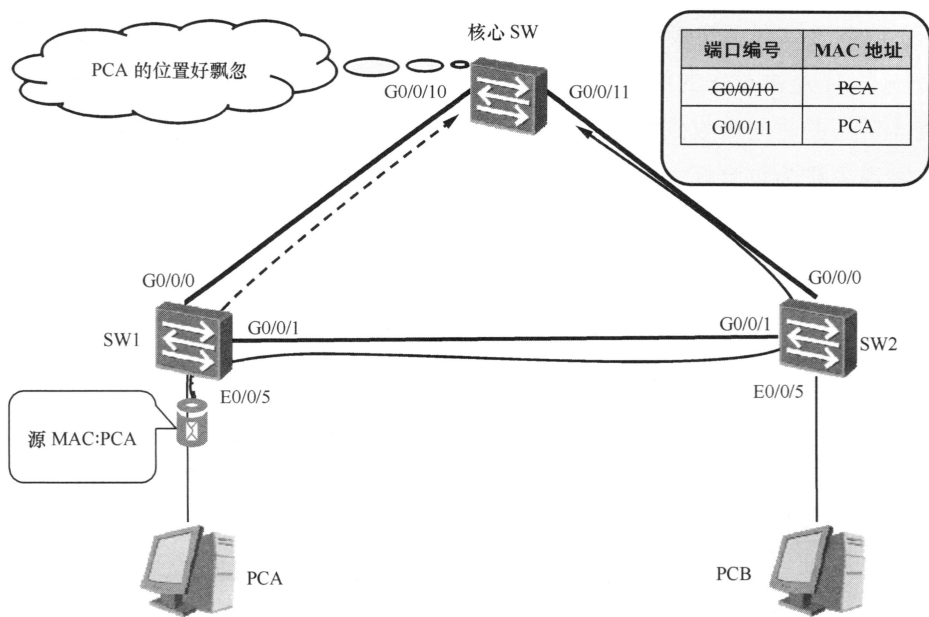 核心 SW
PCA 的位置好飘忽
G0/0/10
G0/0/11
端口编号 MAC 地址
G0/0/10 PCA
G0/0/11 PCA
G0/0/0
G0/0/0
SW1
G0/0/1
G0/0/1
SW2
E0/0/5
E0/0/5
源 MAC:PCA
PCA
PCB